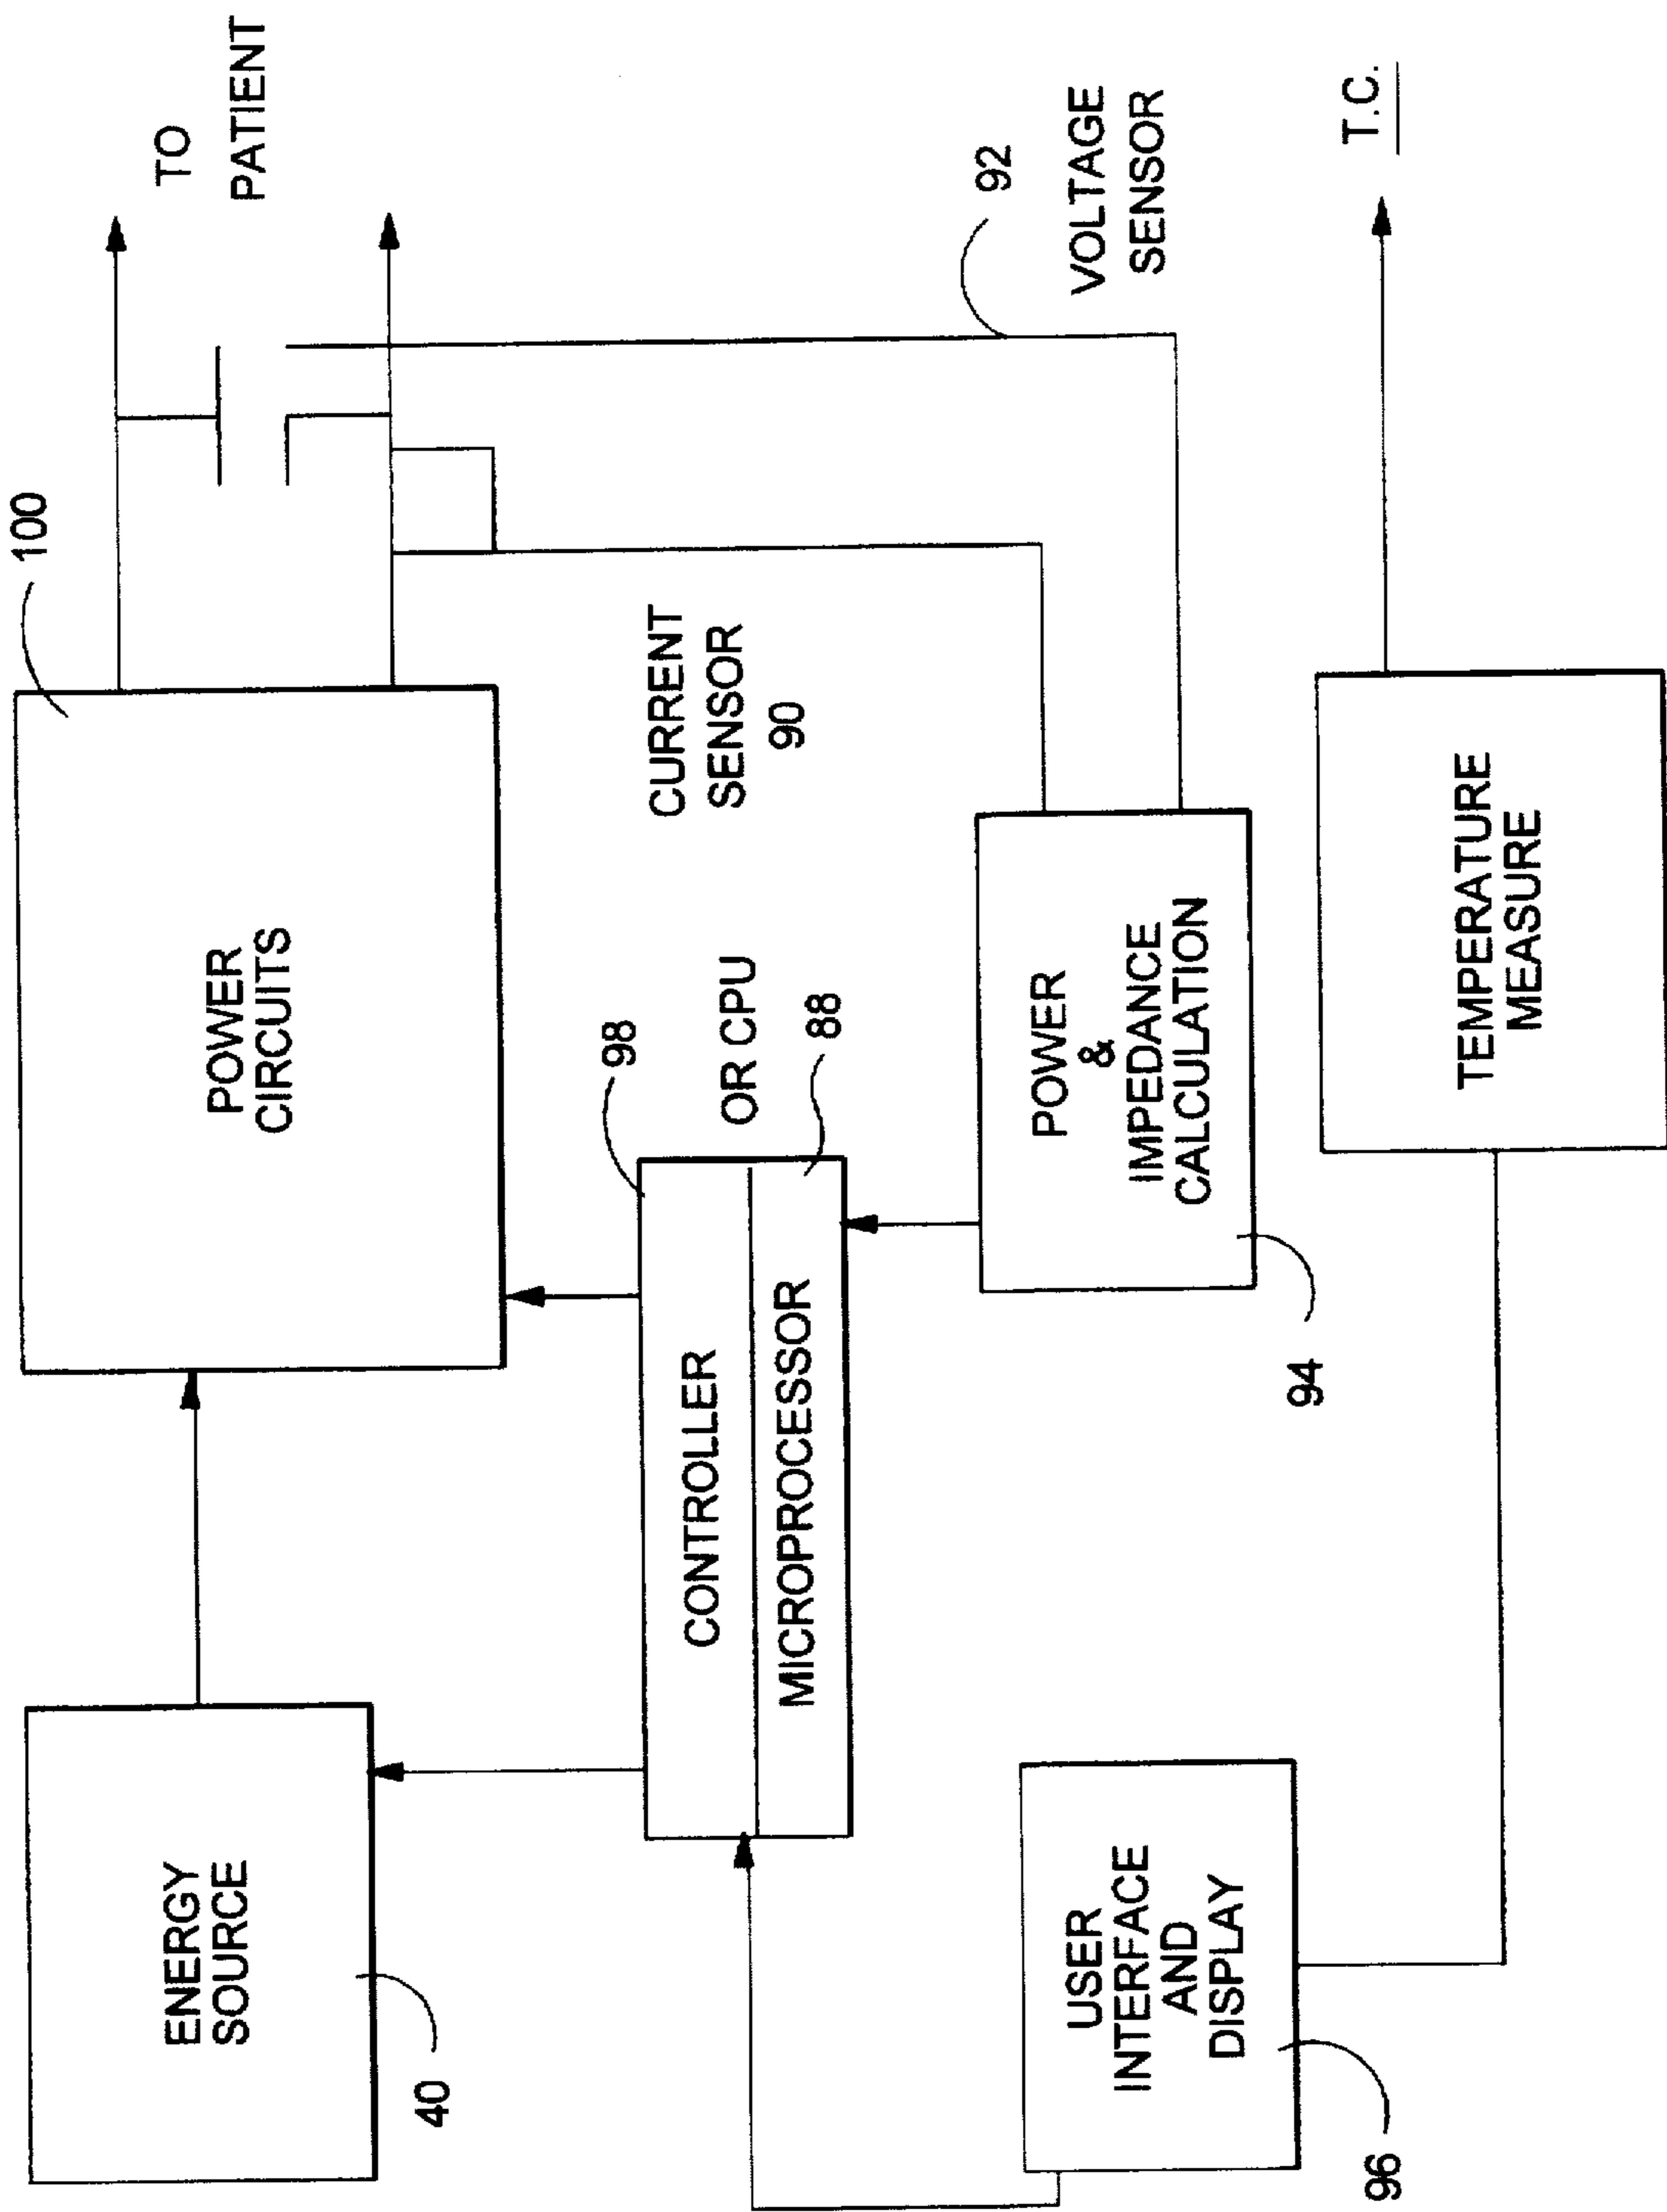 ENERGY
SOURCE
40
POWER
CIRCUITS
100
TO
PATIENT
CONTROLLER
MICROPROCESSOR
98
OR CPU
88
CURRENT
SENSOR
90
92
VOLTAGE
SENSOR
USER
INTERFACE
AND
DISPLAY
96
POWER
&
IMPEDANCE
CALCULATION
94
TEMPERATURE
MEASURE
T.C.